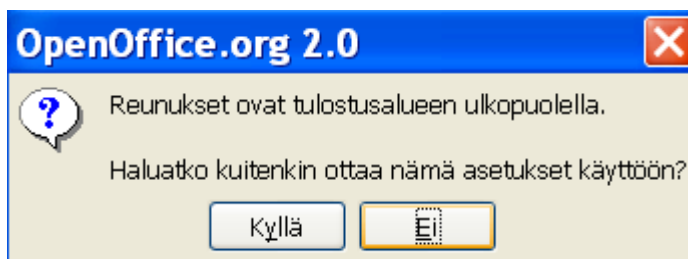 OpenOffice.org 2.0
Reunukset ovat tulostusalueen ulkopuolella.
Haluatko kuitenkin ottaa nämä asetukset käyttöön?
Kyllä Ei